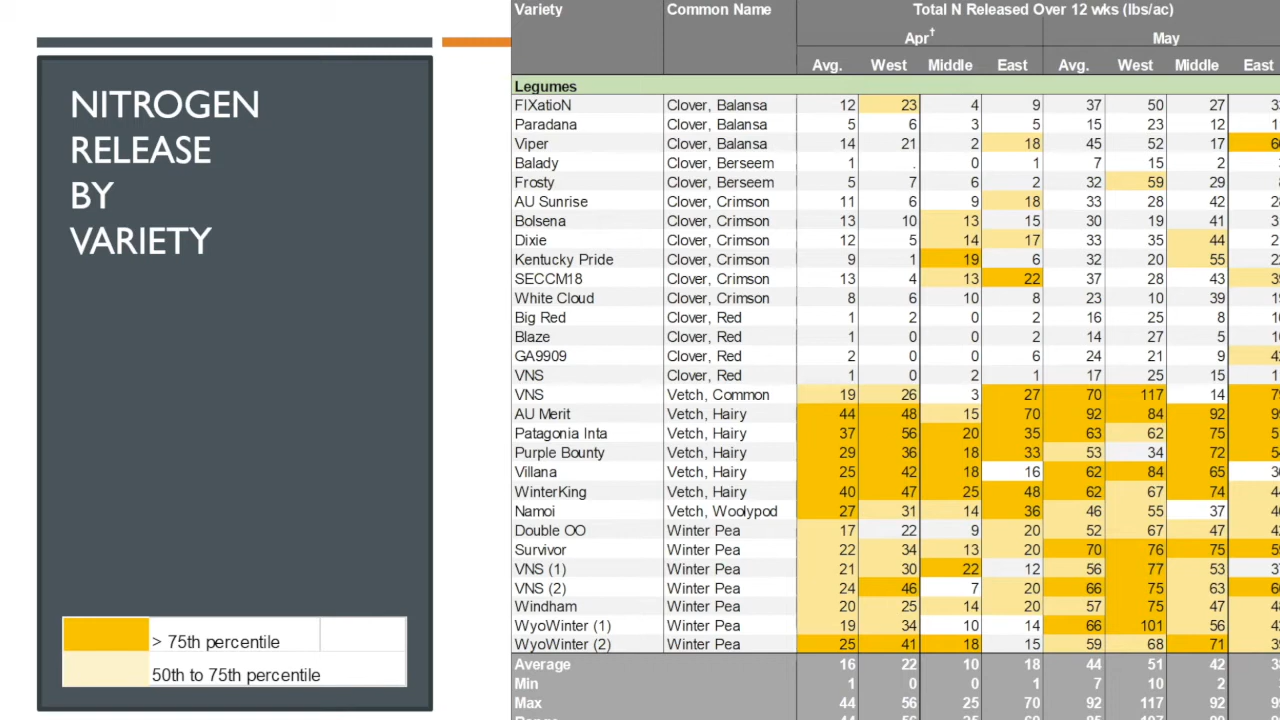 NITROGEN
RELEASE
BY
VARIETY
> 75th percentile
50th to 75th percentile
Variety Common Name Total N Released Over 12 wks (lbs/ac)
Apr† May
Avg. West Middle East Avg. West Middle East
Legumes
FIXatioN Clover, Balansa 12 23 4 9 37 50 27
Paradana Clover, Balansa 5 6 3 5 15 23 12
Viper Clover, Balansa 14 21 2 18 45 52 17
Balady Clover, Berseem 1 . 0 1 7 15 2
Frosty Clover, Berseem 5 7 6 2 32 59 29
AU Sunrise Clover, Crimson 11 6 9 18 33 28 42
Bolsena Clover, Crimson 13 10 13 15 30 19 41
Dixie Clover, Crimson 12 5 14 17 33 35 44
Kentucky Pride Clover, Crimson 9 1 19 6 32 20 55
SECCM18 Clover, Crimson 13 4 13 22 37 28 43
White Cloud Clover, Crimson 8 6 10 8 23 10 39
Big Red Clover, Red 1 2 0 2 16 25 8
Blaze Clover, Red 1 0 0 2 14 27 5
GA9909 Clover, Red 2 0 0 6 24 21 9
VNS Clover, Red 1 0 2 1 17 25 15
VNS Vetch, Common 19 26 3 27 70 117 14
AU Merit Vetch, Hairy 44 48 15 70 92 84 92
Patagonia Inta Vetch, Hairy 37 56 20 35 63 62 75
Purple Bounty Vetch, Hairy 29 36 18 33 53 34 72
Villana Vetch, Hairy 25 42 18 16 62 84 65
WinterKing Vetch, Hairy 40 47 25 48 62 67 74
Namoi Vetch, Woolypod 27 31 14 36 46 55 37
Double OO Winter Pea 17 22 9 20 52 67 47
Survivor Winter Pea 22 34 13 20 70 76 75
VNS (1) Winter Pea 21 30 22 12 56 77 53
VNS (2) Winter Pea 24 46 7 20 66 75 63
Windham Winter Pea 20 25 14 20 57 75 47
WyoWinter (1) Winter Pea 19 34 10 14 66 101 56
WyoWinter (2) Winter Pea 25 41 18 15 59 68 71
Average 16 22 10 18 44 51 42
Min 1 0 0 1 7 10 2
Max 44 56 25 70 92 117 92